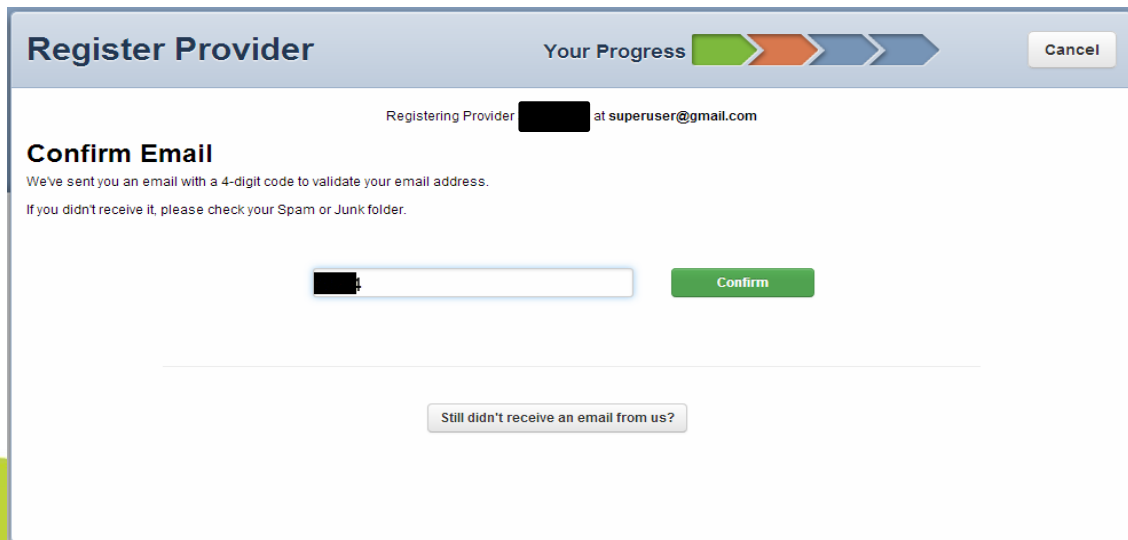 Register Provider
Your Progress
Cancel
Registering Provider at superuser@gmail.com
Confirm Email
We've sent you an email with a 4-digit code to validate your email address.
If you didn't receive it, please check your Spam or Junk folder.
Confirm
Still didn't receive an email from us?